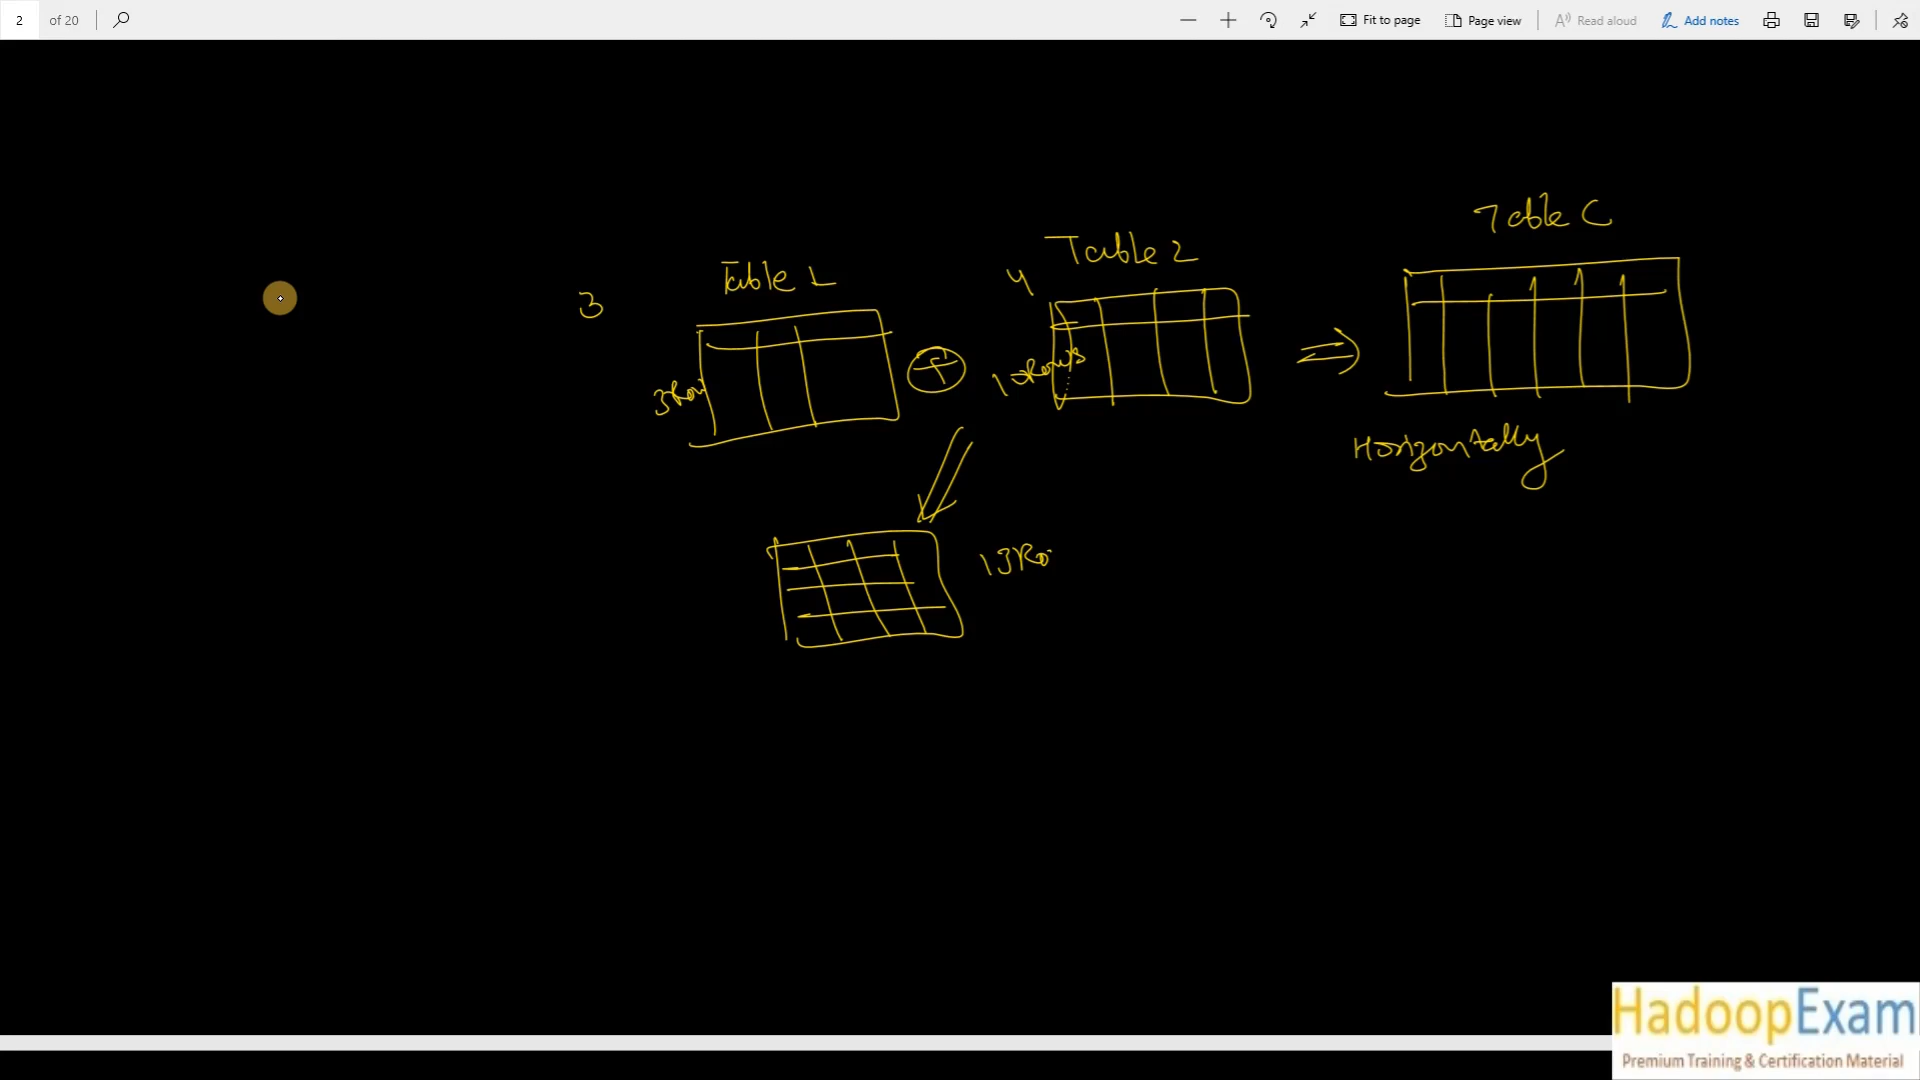 2 of 20 Fit to page Page view Read aloud Add notes
Table C
Table 2
Table 1
4
3
10Rows
3Row
Horizontally
13Ro
HadoopExam
Premium Training & Certification Material